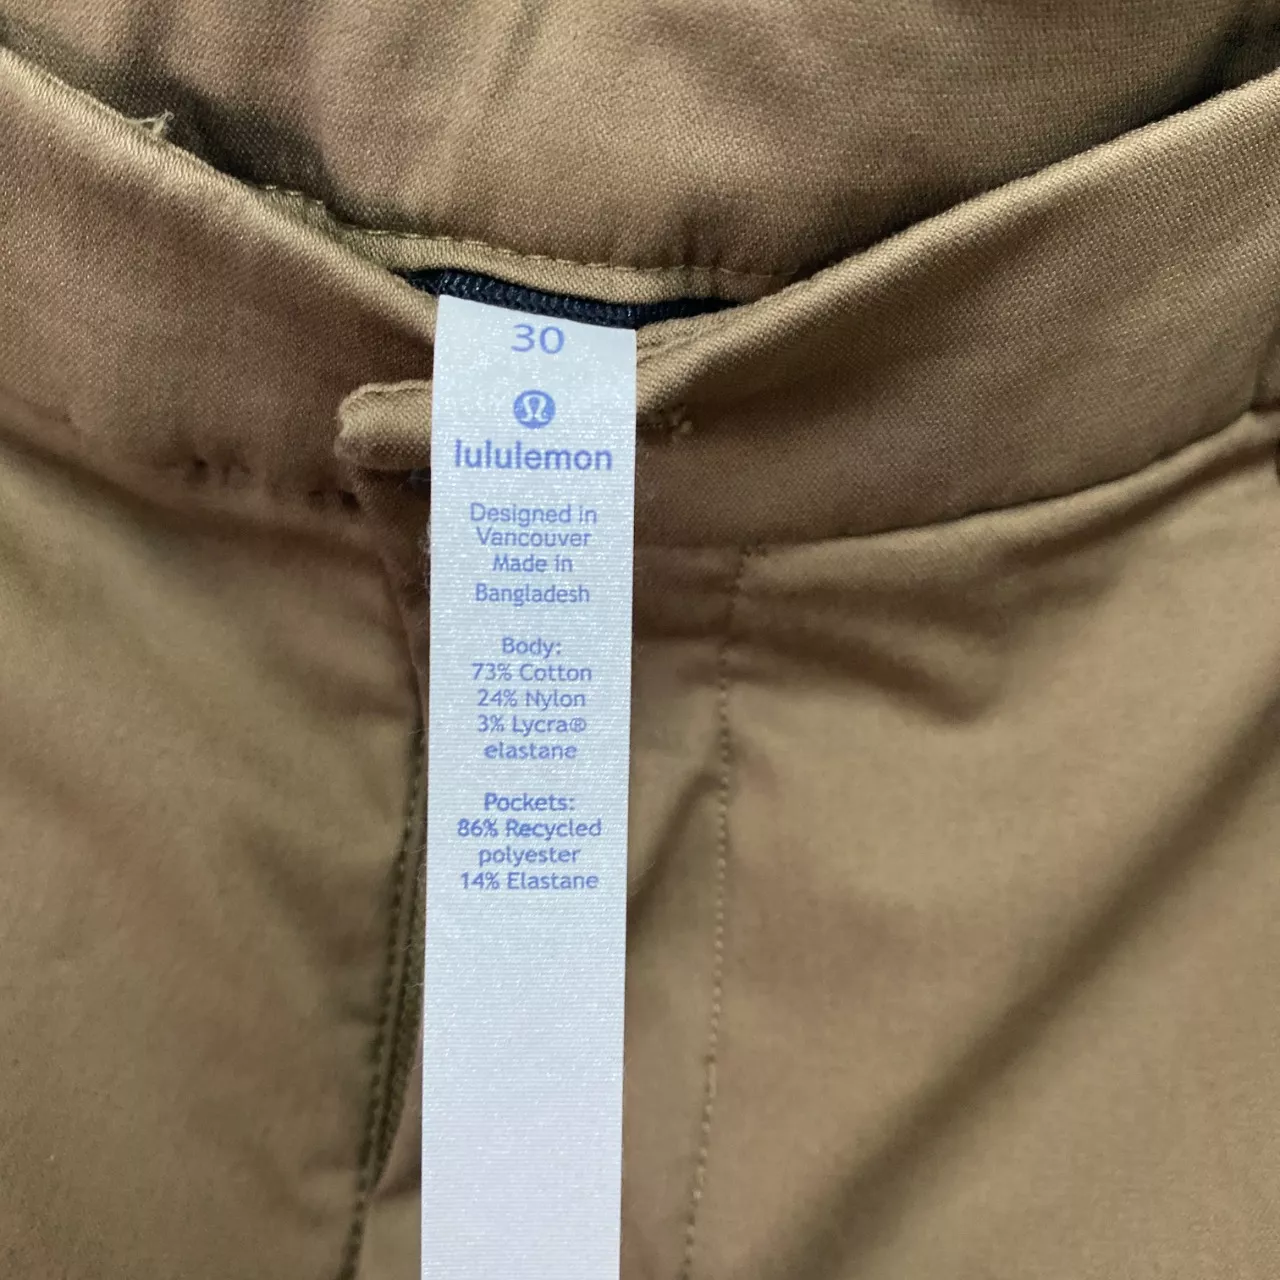 30
lululemon
Designed in
Vancouver
Made in
Bangladesh
Body:
73% Cotton
24% Nylon
3% Lycra®
elastane
Pockets:
86% Recycled
polyester
14% Elastane